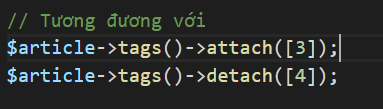 // Tương đương với
$article->tags()->attach([3]);
$article->tags()->detach([4]);